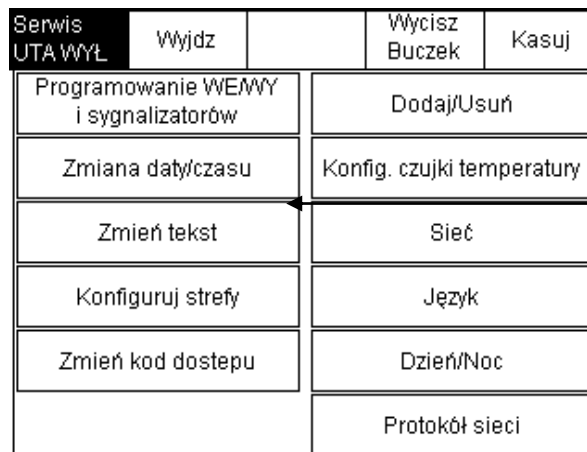 Serwis
UTA WYŁ
Wyjdz
Wycisz
Buczek
Kasuj
Programowanie WE/WY
i sygnalizatorów
Dodaj/Usuń
Zmiana daty/czasu
Konfig. czujki temperatury
Zmień tekst
Sieć
Konfiguruj strefy
Język
Zmień kod dostepu
Dzień/Noc
Protokół sieci